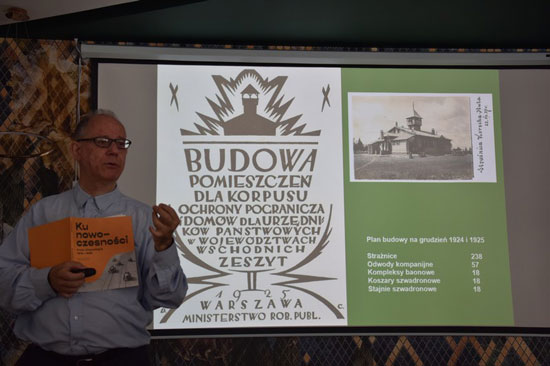 BUDOWA
POMIESZCZEŃ
DLA KORPUSU
OCHRONY POGRANICZA
I DOMÓW DLA URZĘDNI
KÓW PAŃSTWOWYCH
W WOJEWÓDZTWACH
WSCHODNICH
ZESZYT
1925
WARSZAWA
MINISTERSTWO ROB. PUBL.
Plan budowy na grudzień 1924 i 1925
Strażnice 238
Odwody kompanijne 57
Kompleksy baonowe 18
Koszary szwadronowe 18
Stajnie szwadronowe 18
Ku
nowo-
czesności